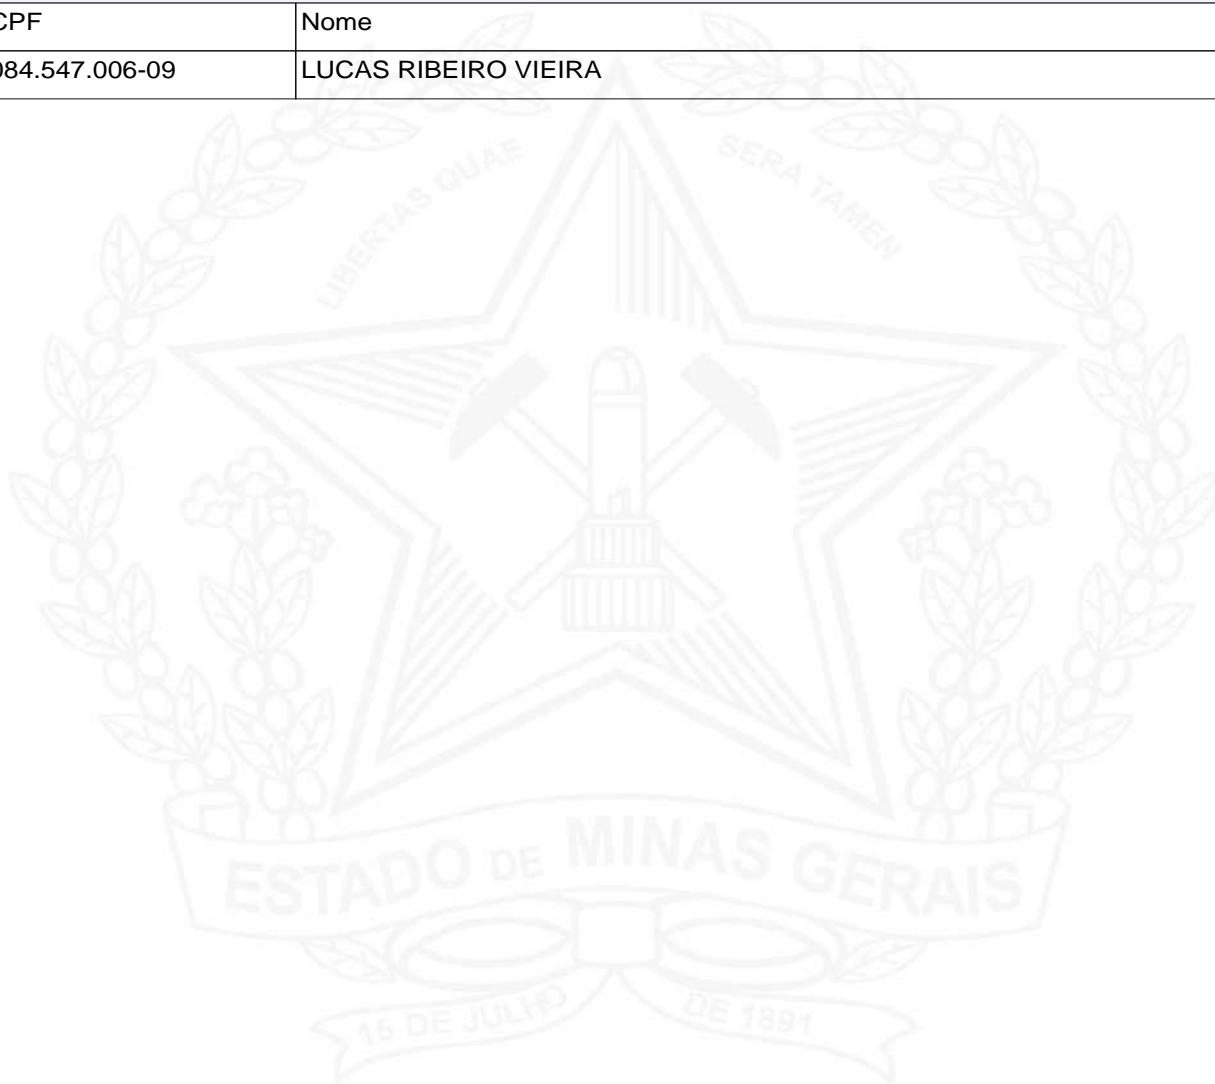 CPF Nome
084.547.006-09 LUCAS RIBEIRO VIEIRA
LIBERTAS QUAE SERA TAMEN
ESTADO DE MINAS GERAIS
15 DE JULHO DE 1891